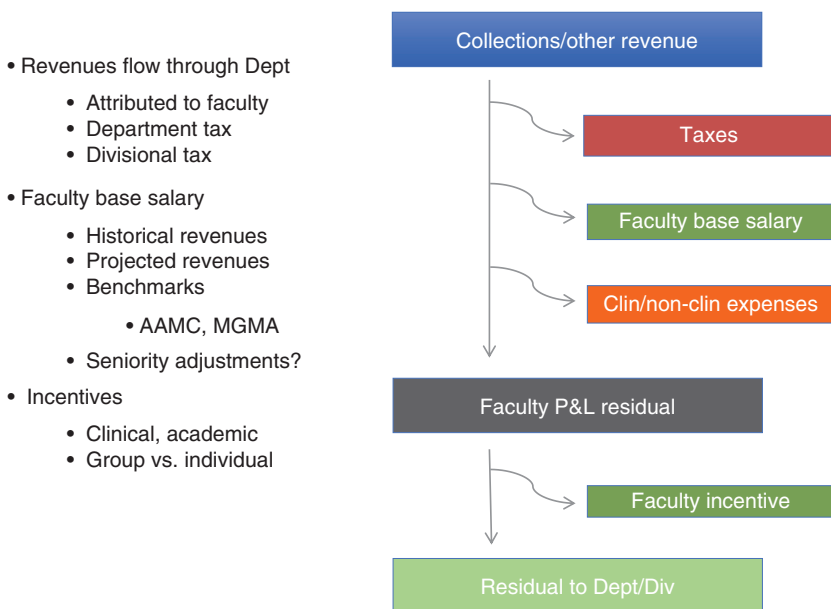 • Revenues flow through Dept
• Attributed to faculty
• Department tax
• Divisional tax
• Faculty base salary
• Historical revenues
• Projected revenues
• Benchmarks
• AAMC, MGMA
• Seniority adjustments?
• Incentives
• Clinical, academic
• Group vs. individual
Collections/other revenue
Taxes
Faculty base salary
Clin/non-clin expenses
Faculty P&L residual
Faculty incentive
Residual to Dept/Div